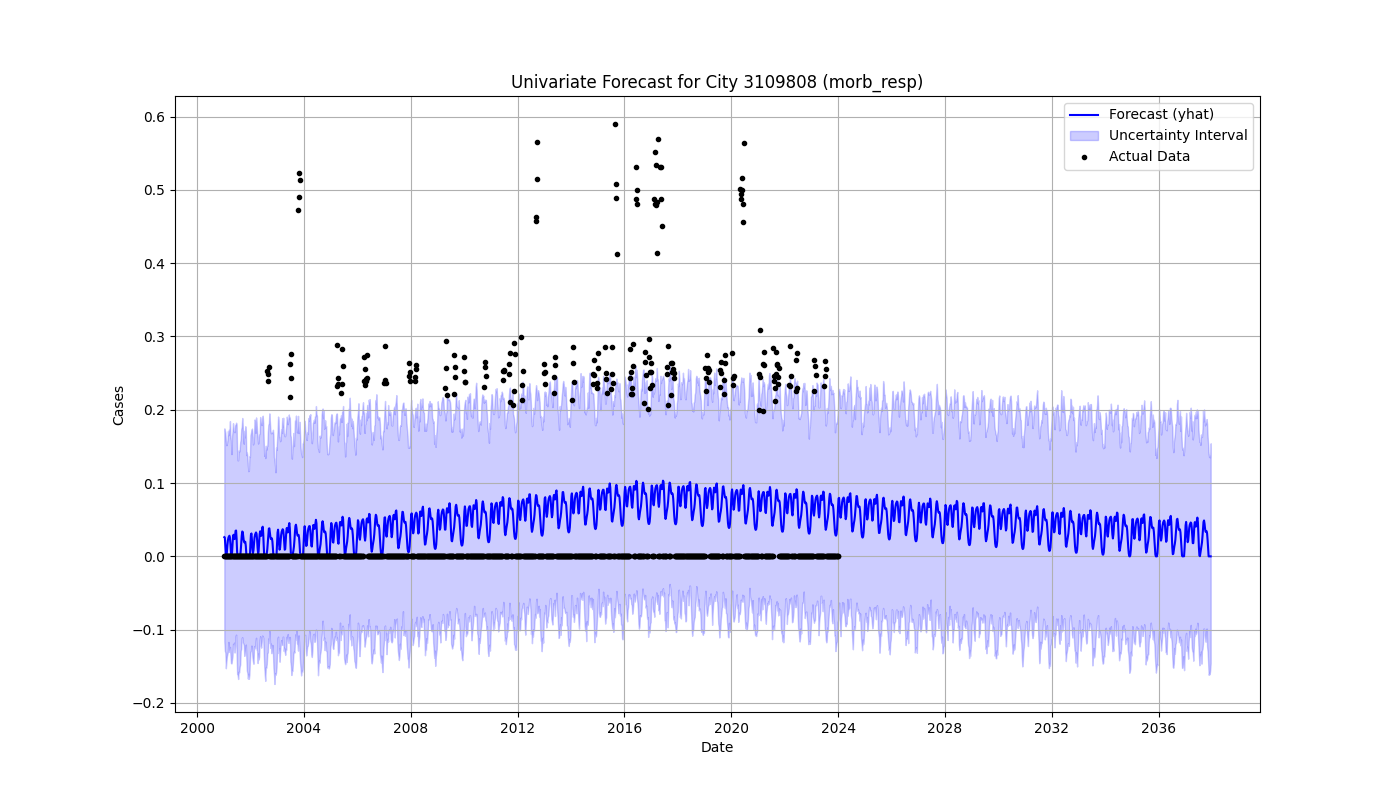 Univariate Forecast for City 3109808 (morb_resp)
Forecast (yhat)
Uncertainty Interval
Actual Data
Cases
0.6
0.5
0.4
0.3
0.2
0.1
0.0
−0.1
−0.2
2000 2004 2008 2012 2016 2020 2024 2028 2032 2036
Date